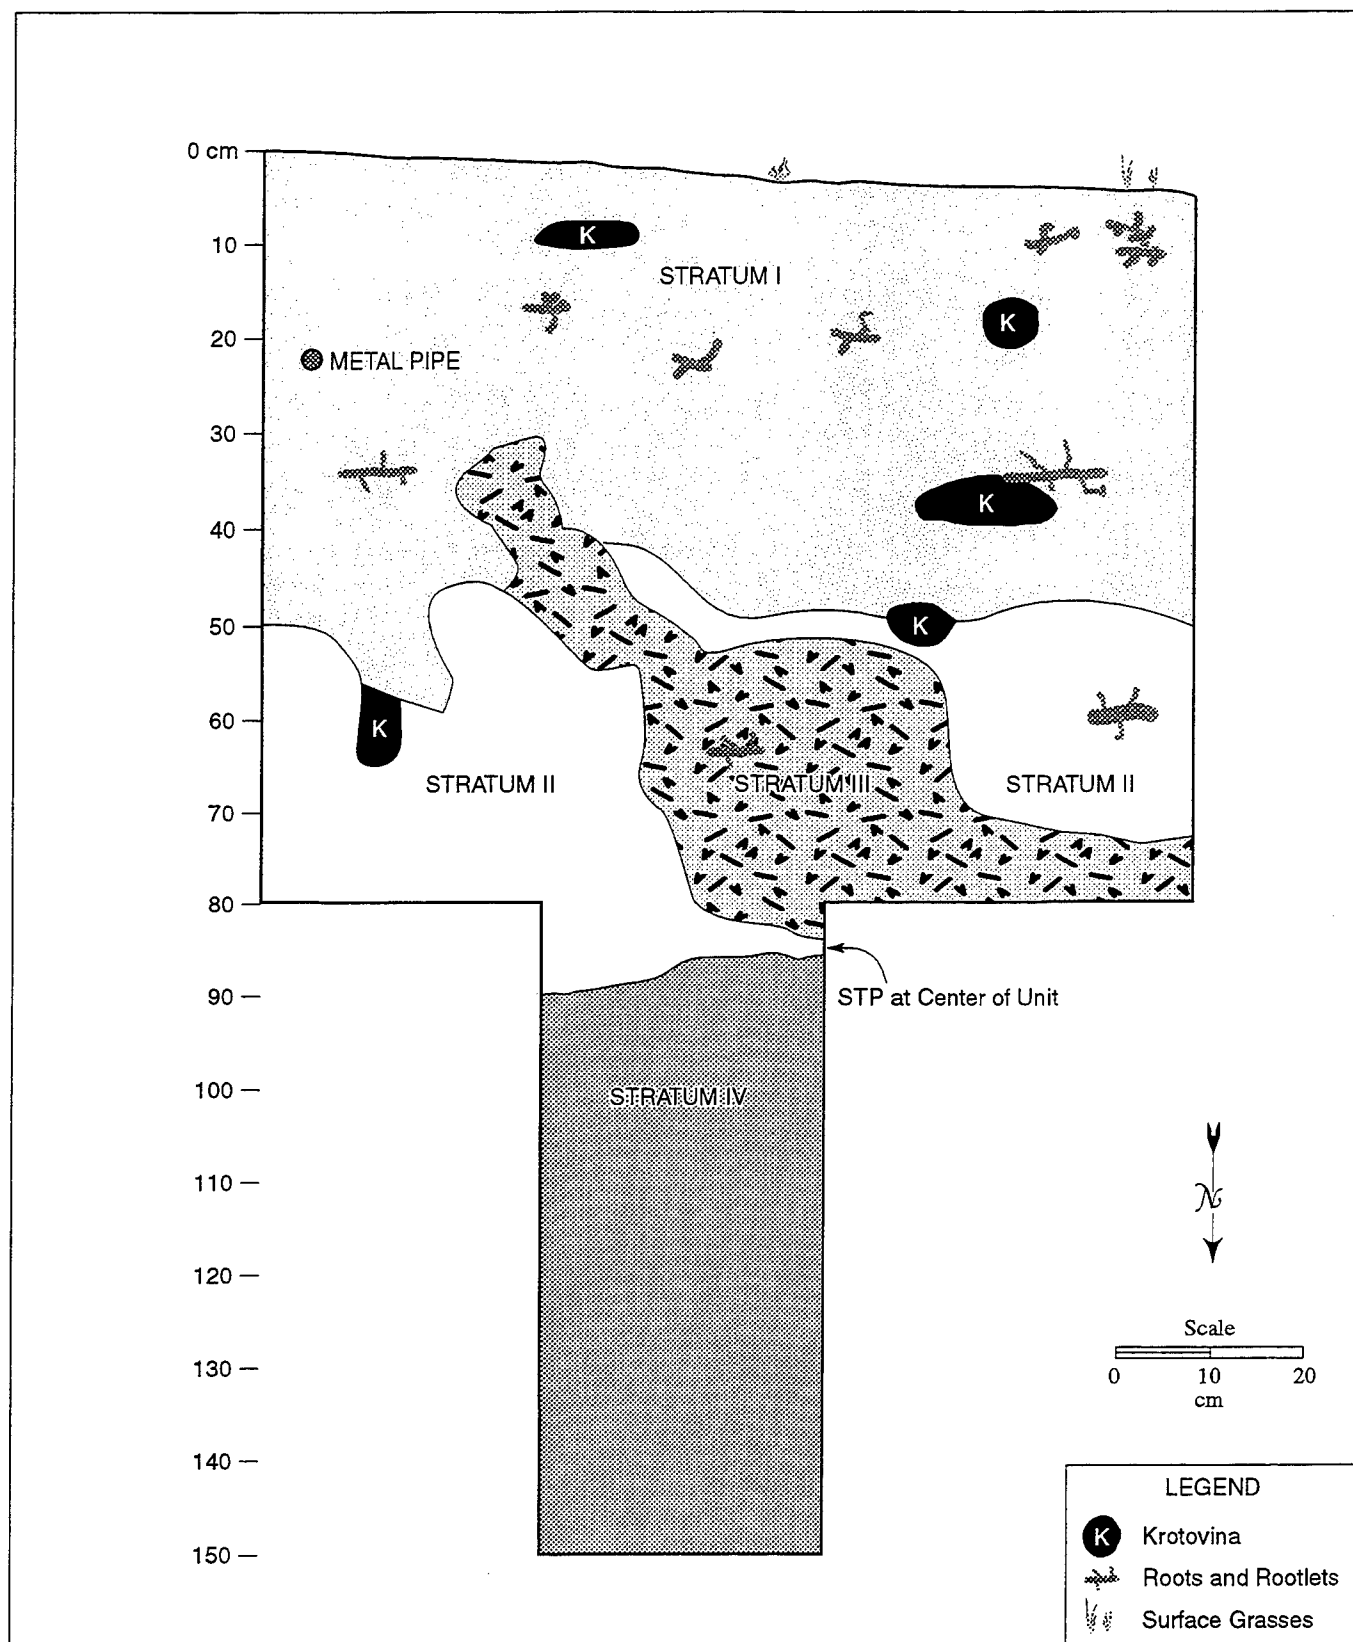 0 cm
K
10
STRATUM I
K
20
METAL PIPE
30
K
40
50
K
60
K
STRATUM II
STRATUM III
STRATUM II
70
80
90
STP at Center of Unit
100
STRATUM IV
110
N
120
Scale
130
0 10 20
cm
140
LEGEND
K Krotovina
150
Roots and Rootlets
Surface Grasses